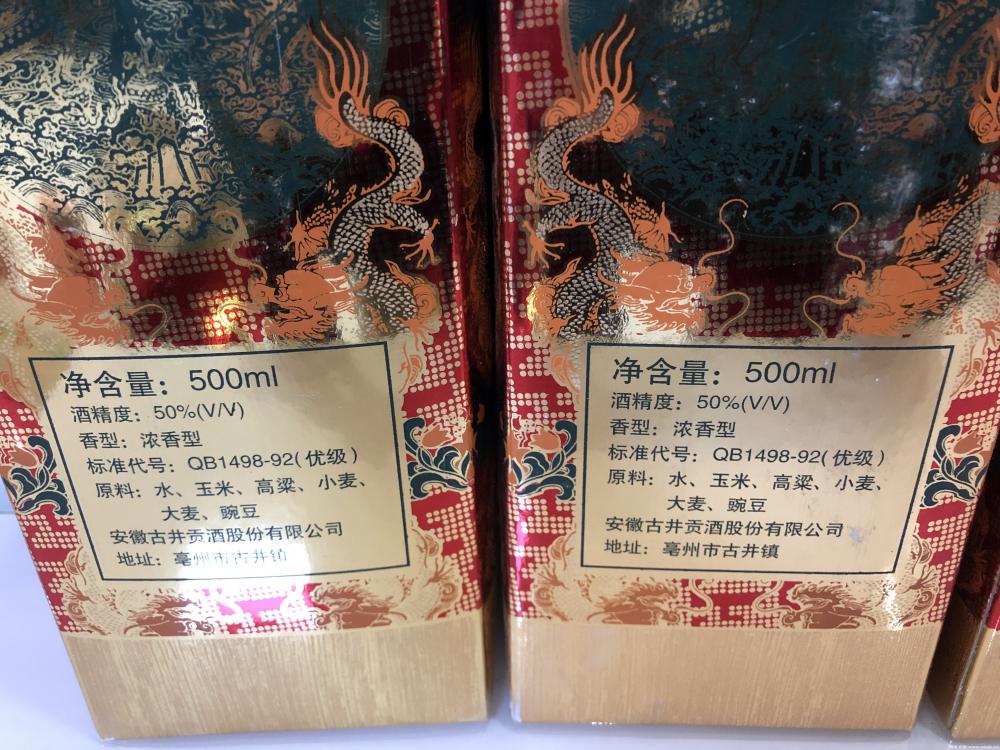 净含量：500ml
酒精度：50%(V/V)
香型：浓香型
标准代号：QB1498-92(优级)
原料：水、玉米、高粱、小麦、
大麦、豌豆
安徽古井贡酒股份有限公司
地址：亳州市古井镇
净含量：500ml
酒精度：50%(V/V)
香型：浓香型
标准代号：QB1498-92(优级)
原料：水、玉米、高粱、小麦、
大麦、豌豆
安徽古井贡酒股份有限公司
地址：亳州市古井镇